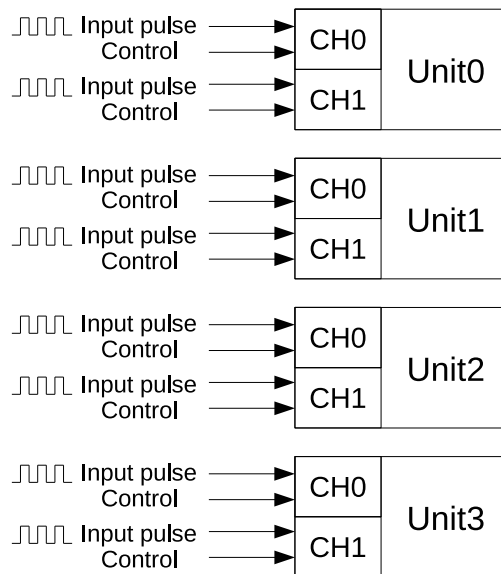 Input pulse
Control
CH0
Input pulse
Control
CH1
Unit0
Input pulse
Control
CH0
Input pulse
Control
CH1
Unit1
Input pulse
Control
CH0
Input pulse
Control
CH1
Unit2
Input pulse
Control
CH0
Input pulse
Control
CH1
Unit3